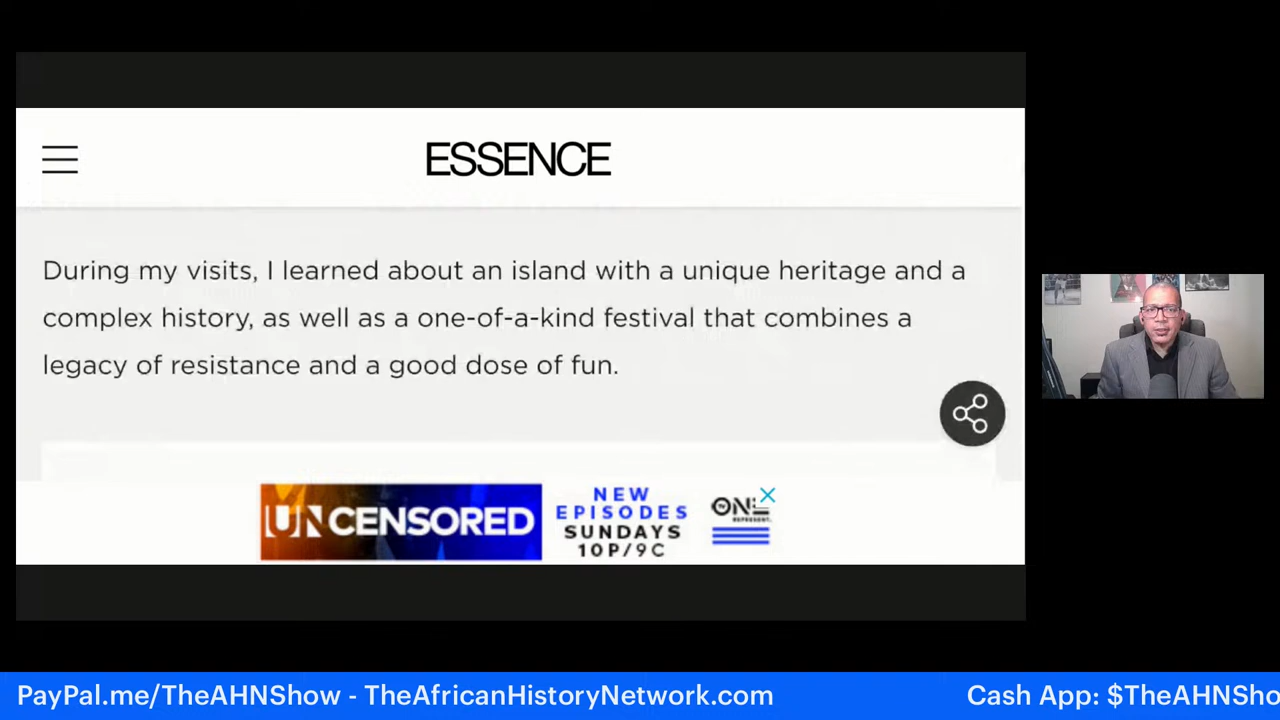 ESSENCE
During my visits, I learned about an island with a unique heritage and a
complex history, as well as a one-of-a-kind festival that combines a
legacy of resistance and a good dose of fun.
UNCENSORED
NEW
EPISODES
SUNDAYS
10P/9C
ONE
REPRESENT.
PayPal.me/TheAHNShow - TheAfricanHistoryNetwork.com
Cash App: $TheAHNSho